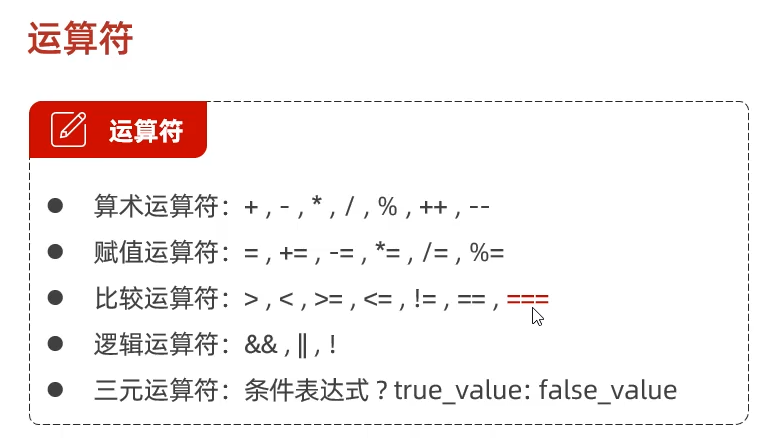 运算符
运算符
● 算术运算符：+ , - , * , / , % , ++ , --
● 赋值运算符：= , += , -= , *= , /= , %=
● 比较运算符：> , < , >= , <= , != , == , ===
● 逻辑运算符：&& , || , !
● 三元运算符：条件表达式 ? true_value: false_value